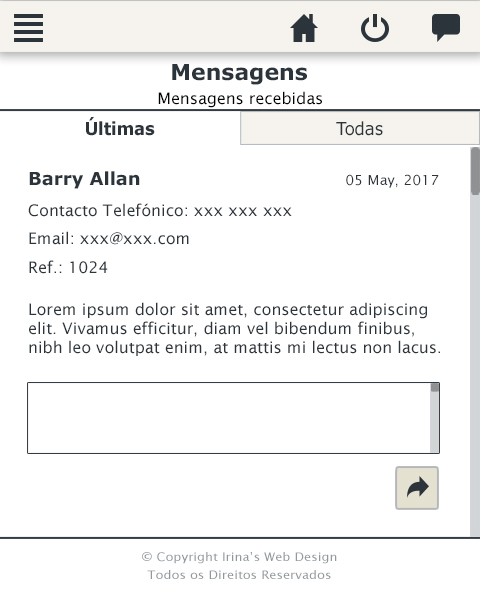 Mensagens
Mensagens recebidas
Últimas
Todas
Barry Allan
05 May, 2017
Contacto Telefónico: xxx xxx xxx
Email: xxx@xxx.com
Ref.: 1024
Lorem ipsum dolor sit amet, consectetur adipiscing
elit. Vivamus efficitur, diam vel bibendum finibus,
nibh leo volutpat enim, at mattis mi lectus non lacus.
© Copyright Irina's Web Design
Todos os Direitos Reservados